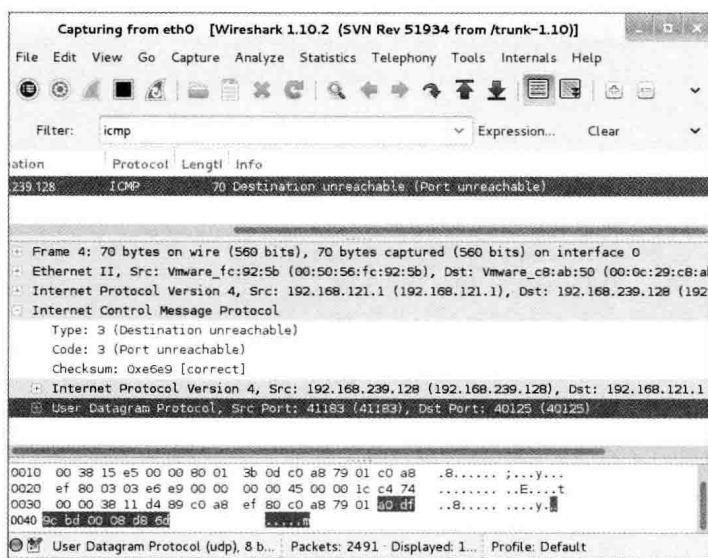 Capturing from eth0 [Wireshark 1.10.2 (SVN Rev 51934 from /trunk-1.10)]
File Edit View Go Capture Analyze Statistics Telephony Tools Internals Help
Filter: icmp Expression... Clear
ation Protocol Lengtl Info
239.128 ICMP 70 Destination unreachable (Port unreachable)
Frame 4: 70 bytes on wire (560 bits), 70 bytes captured (560 bits) on interface 0
Ethernet II, Src: Vmware_fc:92:5b (00:50:56:fc:92:5b), Dst: Vmware_c8:ab:50 (00:0c:29:c8:al
Internet Protocol Version 4, Src: 192.168.121.1 (192.168.121.1), Dst: 192.168.239.128 (192
Internet Control Message Protocol
Type: 3 (Destination unreachable)
Code: 3 (Port unreachable)
Checksum: 0xe6e9 [correct]
Internet Protocol Version 4, Src: 192.168.239.128 (192.168.239.128), Dst: 192.168.121.1
User Datagram Protocol, Src Port: 41183 (41183), Dst Port: 40125 (40125)
0010 00 38 15 e5 00 00 80 01 3b 0d c0 a8 79 01 c0 a8 .8...... ;...y...
0020 ef 80 03 03 e6 e9 00 00 00 00 45 00 00 1c c4 74 ........ ..E....t
0030 00 00 38 11 d4 89 c0 a8 ef 80 c0 a8 79 01 a0 df ..8..... ....y.
0040 9c bd 00 08 d8 6d .....m
User Datagram Protocol (udp), 8 b... Packets: 2491 · Displayed: 1... Profile: Default